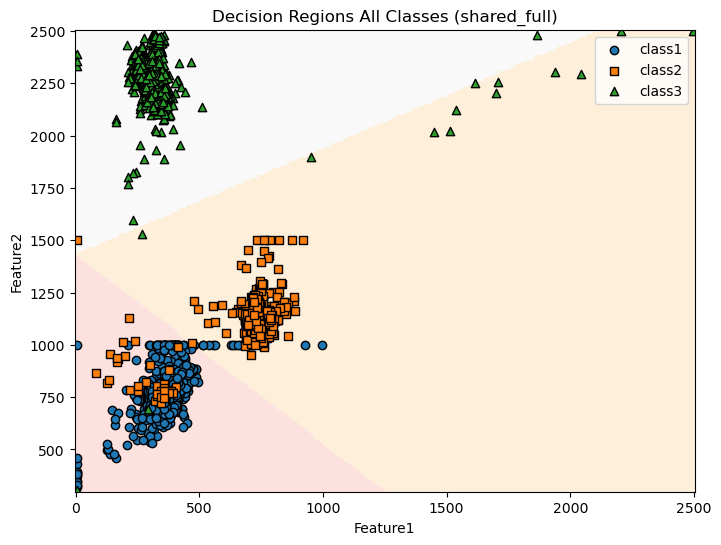 Decision Regions All Classes (shared_full)
class1
class2
class3
Feature2
2500
2250
2000
1750
1500
1250
1000
750
500
0 500 1000 1500 2000 2500
Feature1